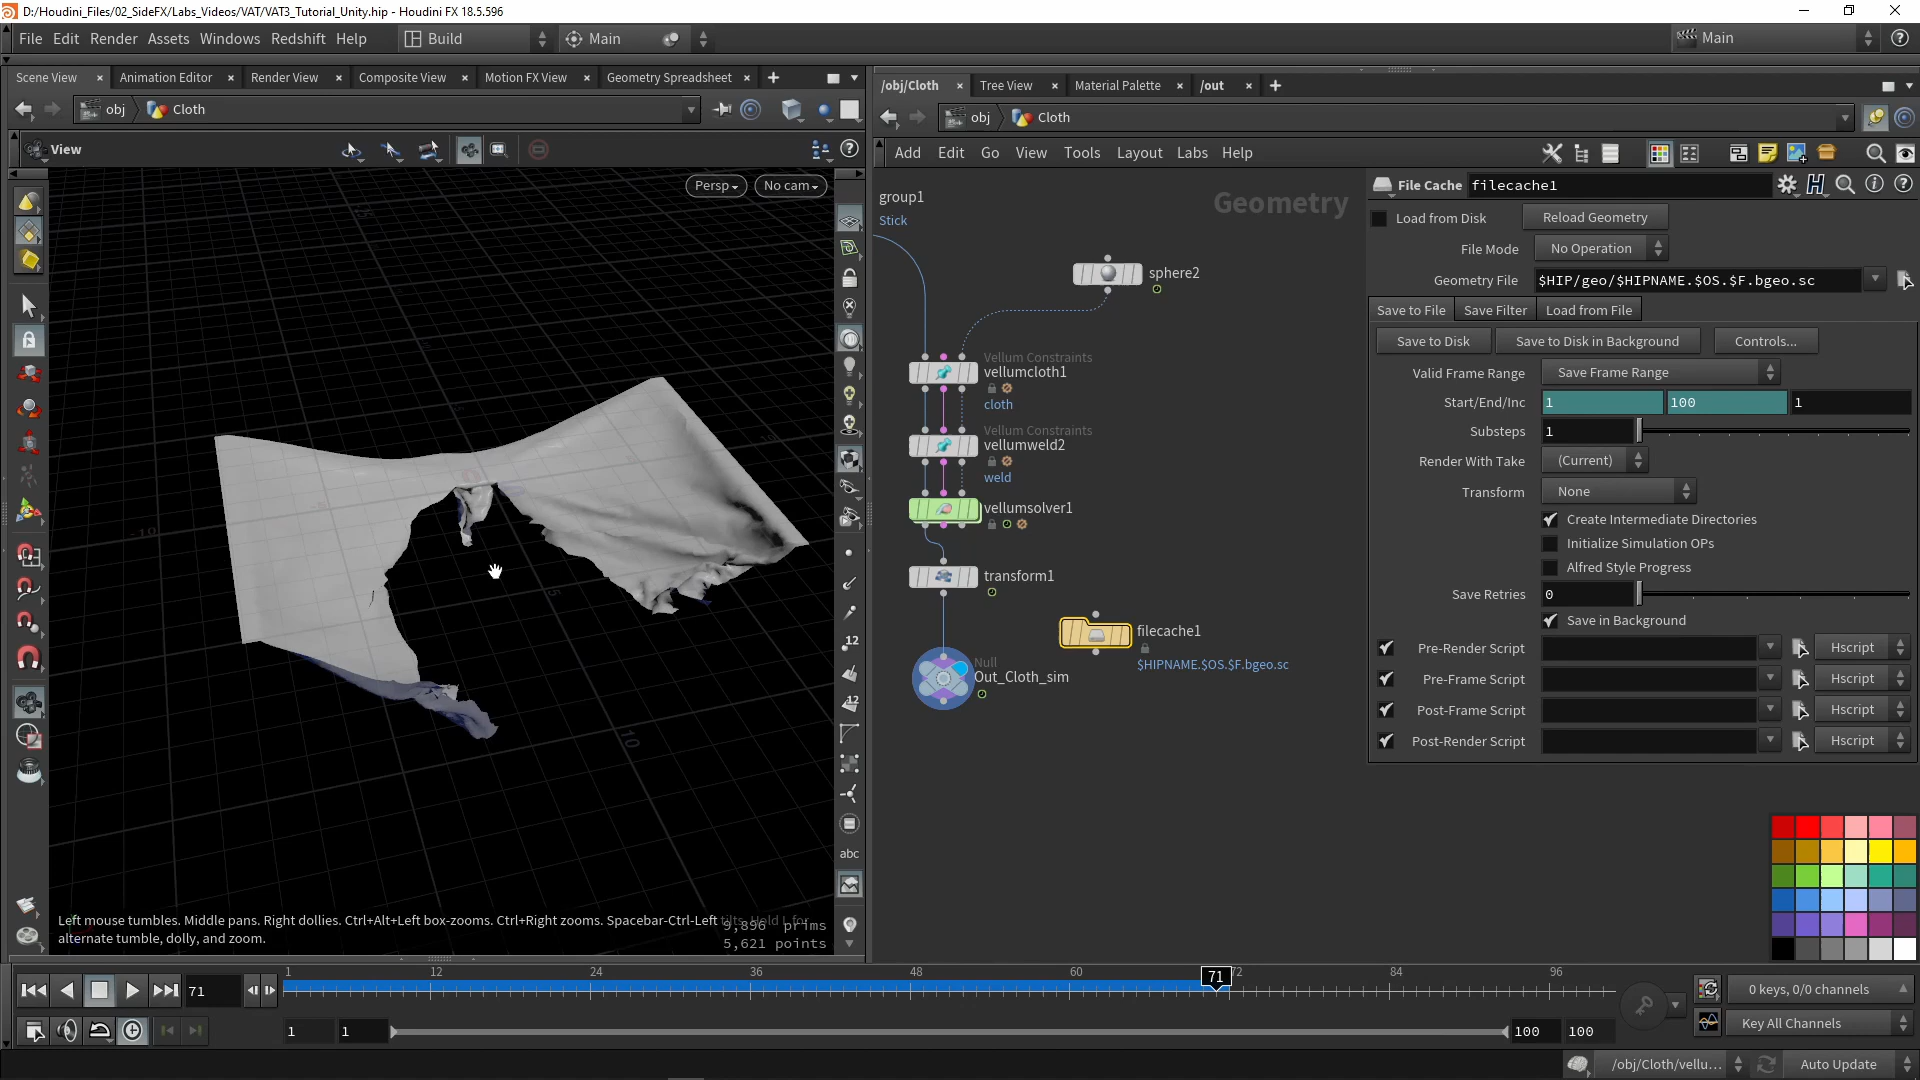 D:/Houdini_Files/02_SideFX/Labs_Videos/VAT/VAT3_Tutorial_Unity.hip - Houdini FX 18.5.596
File Edit Render Assets Windows Redshift Help
Build
Main
Main
Scene View
Animation Editor
Render View
Composite View
Motion FX View
Geometry Spreadsheet
obj
Cloth
View
Persp
No cam
Left mouse tumbles. Middle pans. Right dollies. Ctrl+Alt+Left box-zooms. Ctrl+Right zooms. Spacebar-Ctrl-Left tilts. Hold L for
alternate tumble, dolly, and zoom.
9,896 prims
5,621 points
abc
12
12
/obj/Cloth
Tree View
Material Palette
/out
obj
Cloth
Add Edit Go View Tools Layout Labs Help
Geometry
group1
Stick
sphere2
Vellum Constraints
vellumcloth1
cloth
Vellum Constraints
vellumweld2
weld
vellumsolver1
transform1
filecache1
$HIPNAME.$OS.$F.bgeo.sc
Null
Out_Cloth_sim
File Cache filecache1
Load from Disk
Reload Geometry
File Mode No Operation
Geometry File $HIP/geo/$HIPNAME.$OS.$F.bgeo.sc
Save to File Save Filter Load from File
Save to Disk Save to Disk in Background Controls...
Valid Frame Range Save Frame Range
Start/End/Inc 1 100 1
Substeps 1
Render With Take (Current)
Transform None
Create Intermediate Directories
Initialize Simulation OPs
Alfred Style Progress
Save Retries 0
Save in Background
Pre-Render Script Hscript
Pre-Frame Script Hscript
Post-Frame Script Hscript
Post-Render Script Hscript
71
1 12 24 36 48 60 71 72 84 96
0 keys, 0/0 channels
1 1 100 100
Key All Channels
/obj/Cloth/vellu...
Auto Update